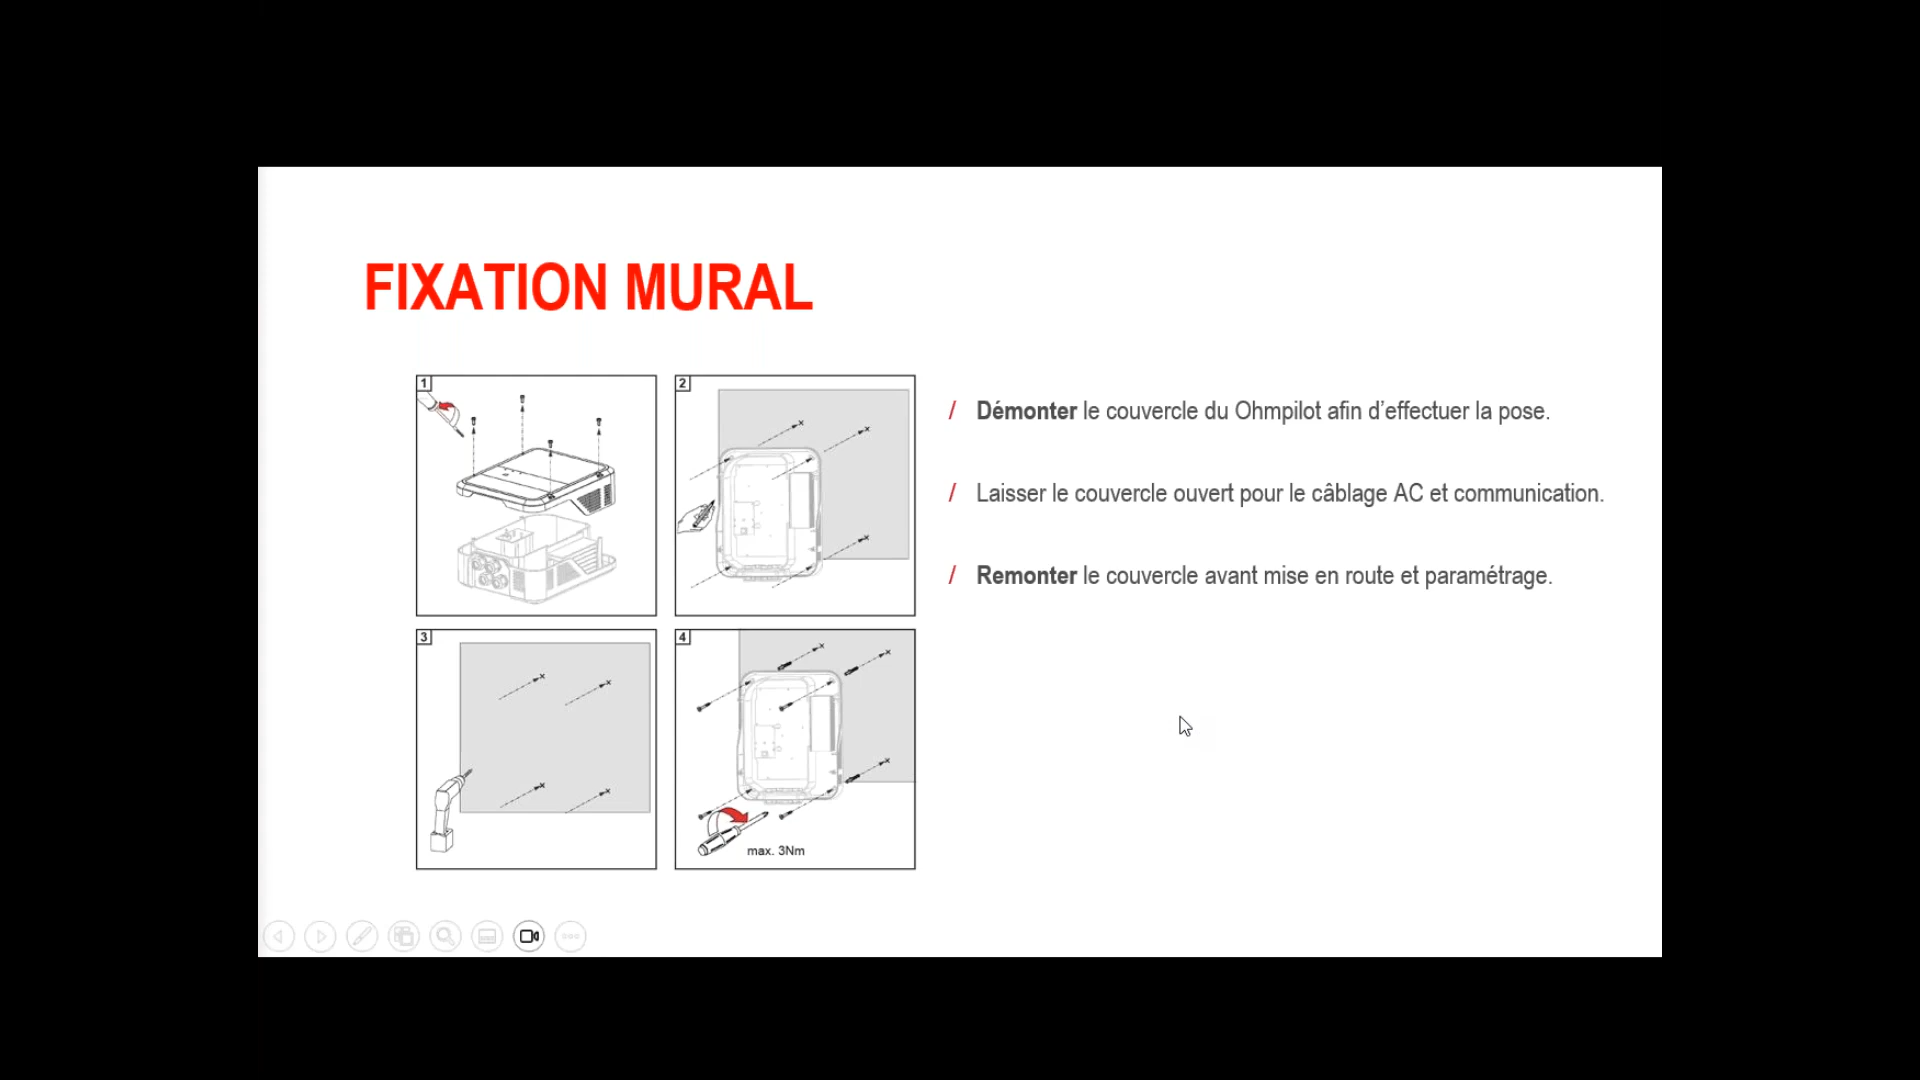 FIXATION MURAL
1
2
3
4
max. 3Nm
/ Démonter le couvercle du Ohmpilot afin d’effectuer la pose.
/ Laisser le couvercle ouvert pour le câblage AC et communication.
/ Remonter le couvercle avant mise en route et paramétrage.